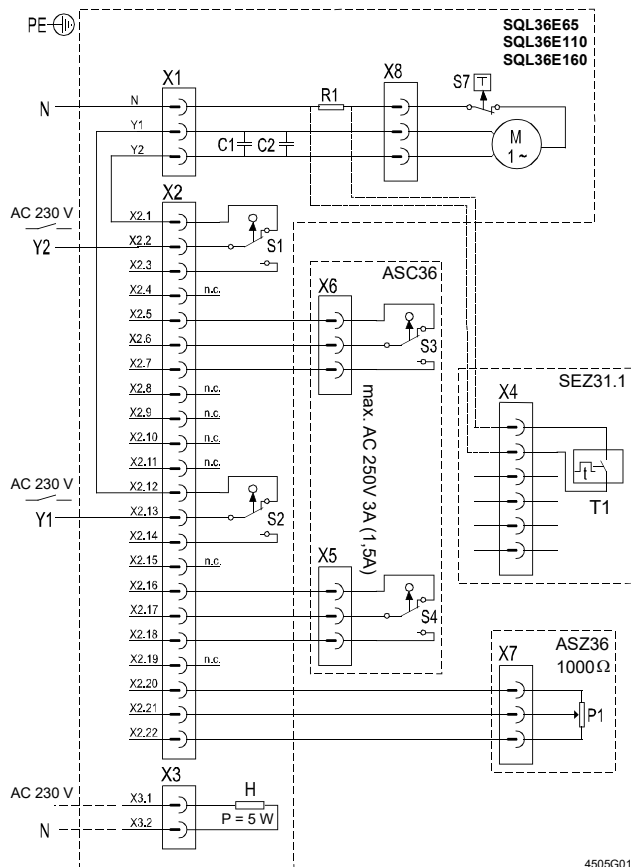 PE
SQL36E65
SQL36E110
SQL36E160
X1
X8
S7
T
R1
N
N
Y1
C1
C2
M
1 ~
Y2
X2
AC 230 V
X2.1
Y2
X2.2
S1
X2.3
ASC36
X2.4
n.c.
X6
X2.5
X2.6
S3
X2.7
max. AC 250V 3A (1,5A)
X2.8
n.c.
SEZ31.1
X4
X2.9
n.c.
X2.10
n.c.
X2.11
n.c.
t
T1
AC 230 V
X2.12
Y1
X2.13
S2
X2.14
X2.15
n.c.
X5
X2.16
X2.17
S4
X2.18
ASZ36
1000Ω
X7
X2.19
n.c.
X2.20
X2.21
P1
X2.22
X3
AC 230 V
X3.1
H
N
X3.2
P = 5 W
4505G01